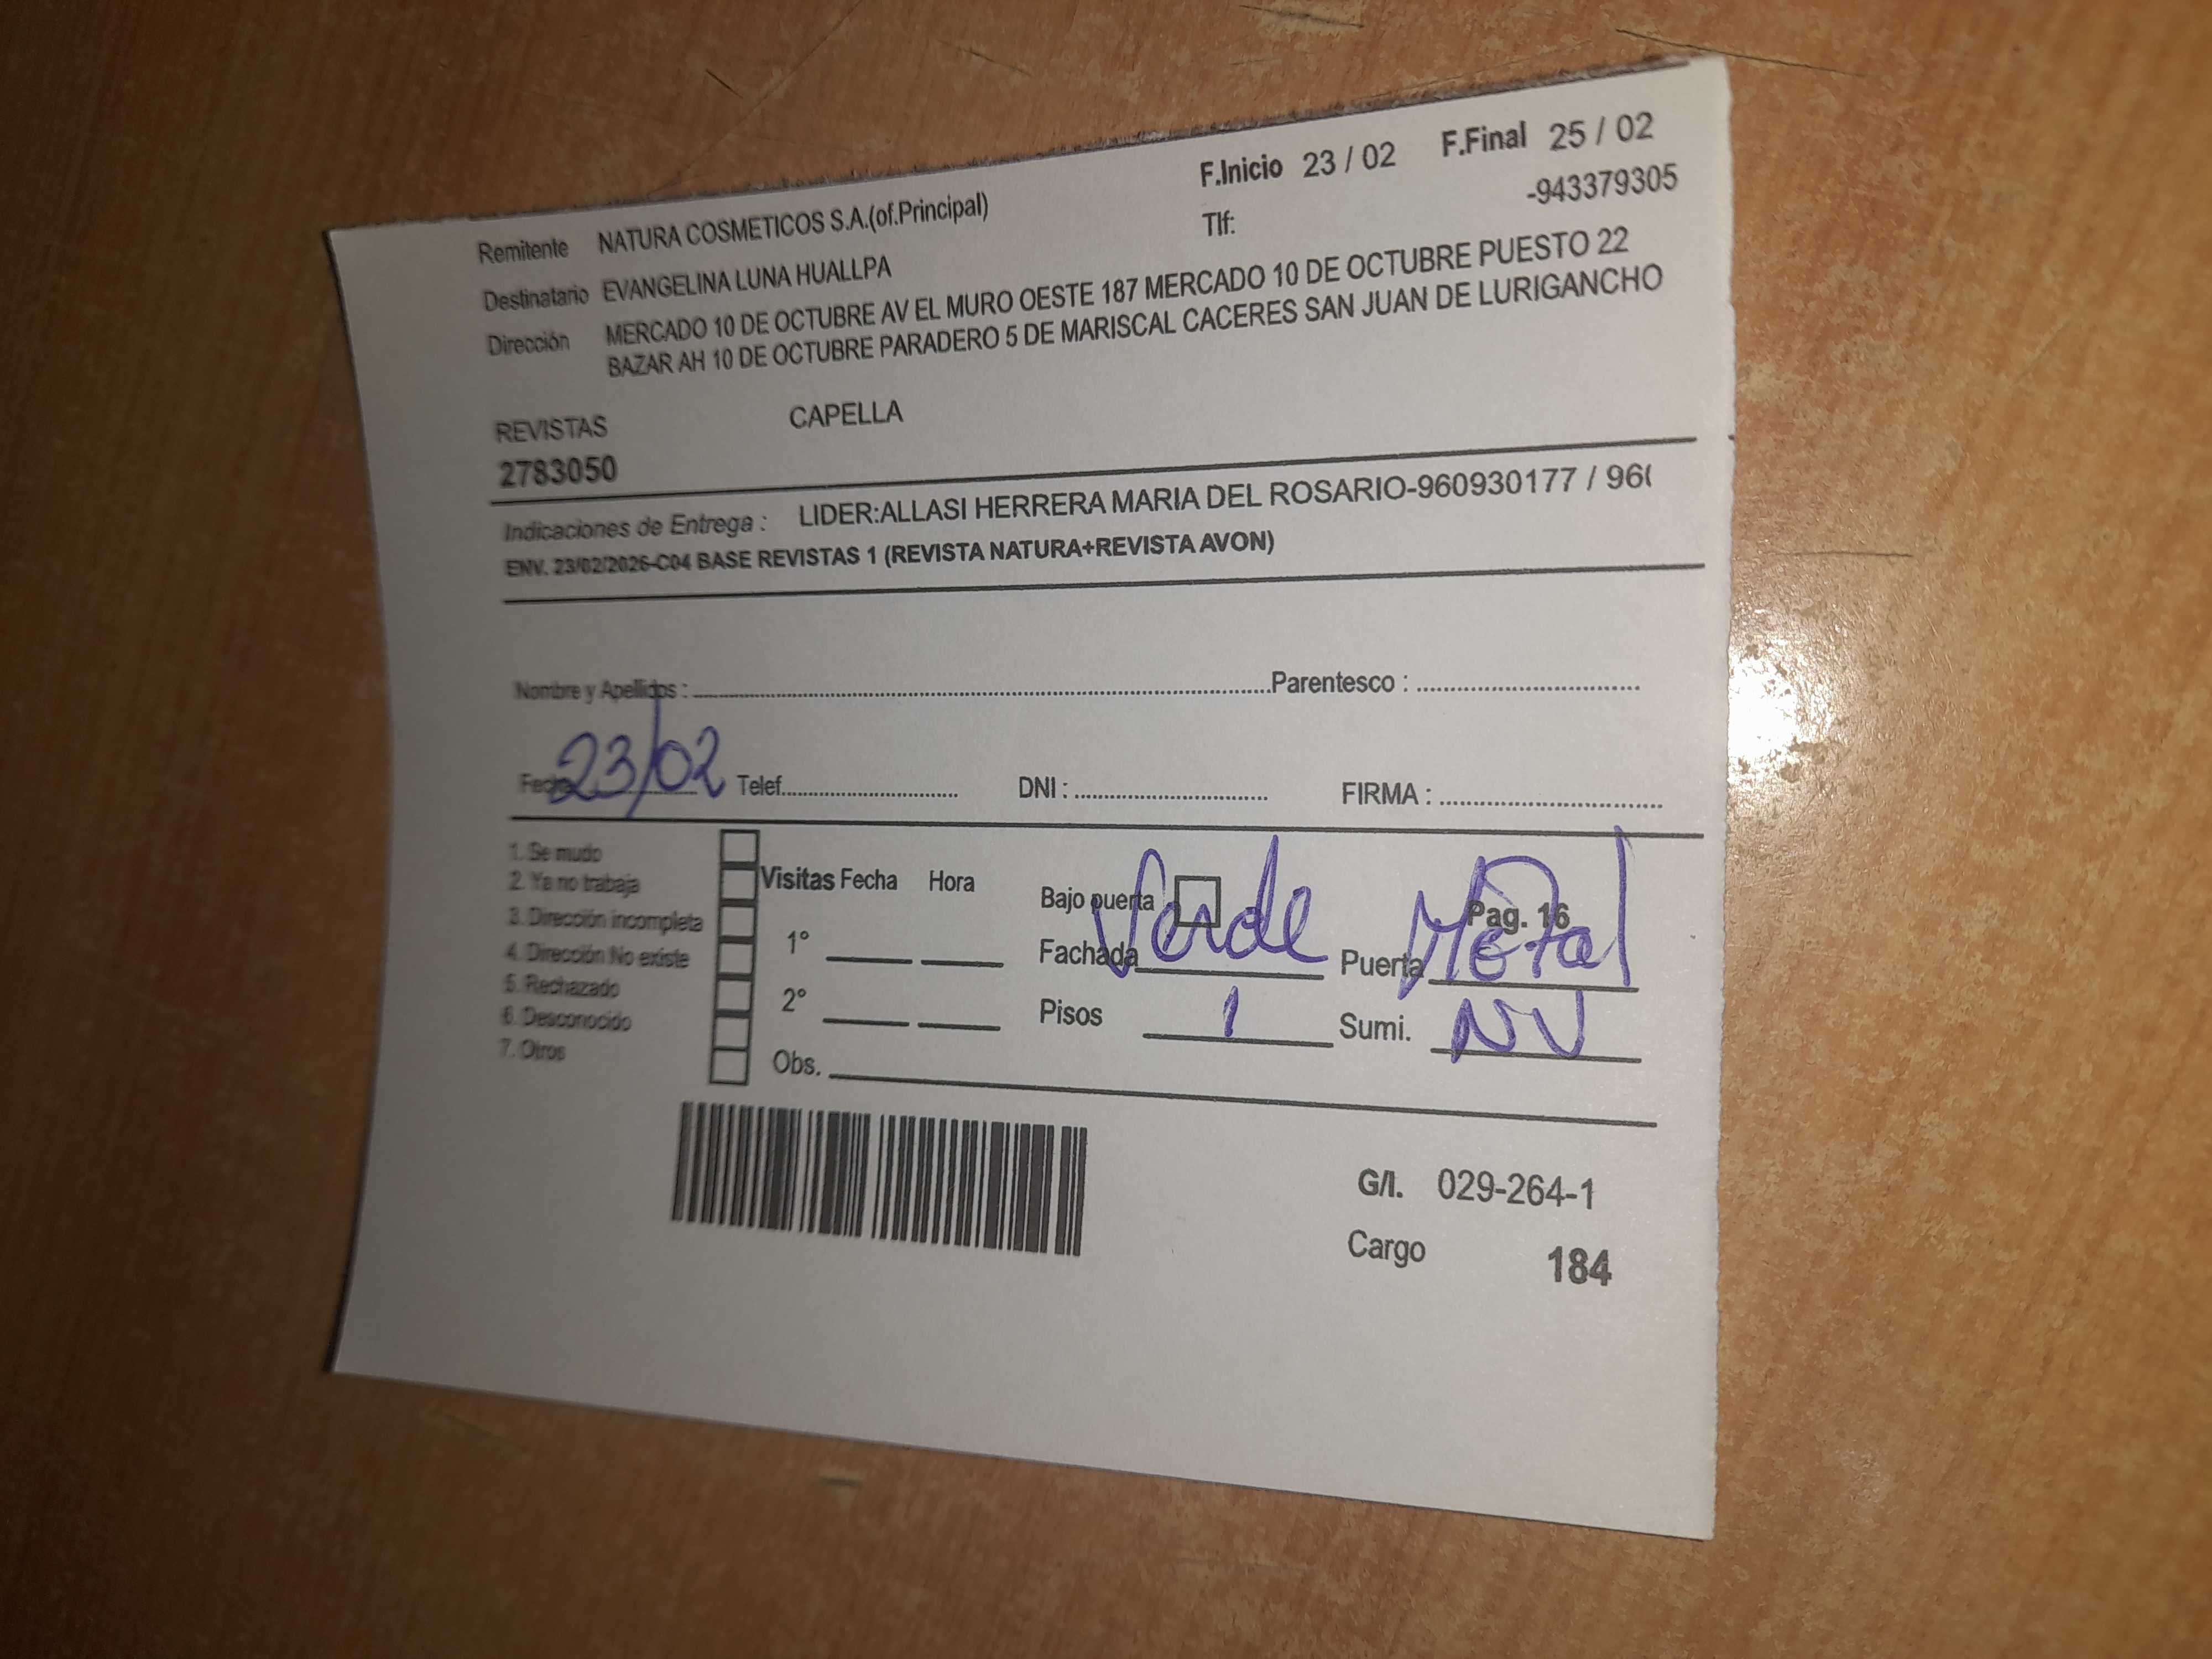 F.Inicio 23 / 02 F.Final 25 / 02
Remitente NATURA COSMETICOS S.A.(of.Principal) Tlf: -943379305
Destinatario EVANGELINA LUNA HUALLPA
Dirección MERCADO 10 DE OCTUBRE AV EL MURO OESTE 187 MERCADO 10 DE OCTUBRE PUESTO 22
BAZAR AH 10 DE OCTUBRE PARADERO 5 DE MARISCAL CACERES SAN JUAN DE LURIGANCHO
REVISTAS CAPELLA
2783050
Indicaciones de Entrega : LIDER:ALLASI HERRERA MARIA DEL ROSARIO-960930177 / 960
ENV. 23/02/2026-C04 BASE REVISTAS 1 (REVISTA NATURA+REVISTA AVON)
Nombre y Apellidos : Parentesco :
Fecha 23/02 Telef. DNI : FIRMA :
1. Se mudo
2. Ya no trabaja
3. Dirección incompleta
4. Dirección No existe
5. Rechazado
6. Desconocido
7. Otros
Visitas Fecha Hora
1°
2°
Obs.
Bajo puerta Pag. 16
Fachada Verde Puerta Metal
Pisos 1 Sumi. NV
G/I. 029-264-1
Cargo 184